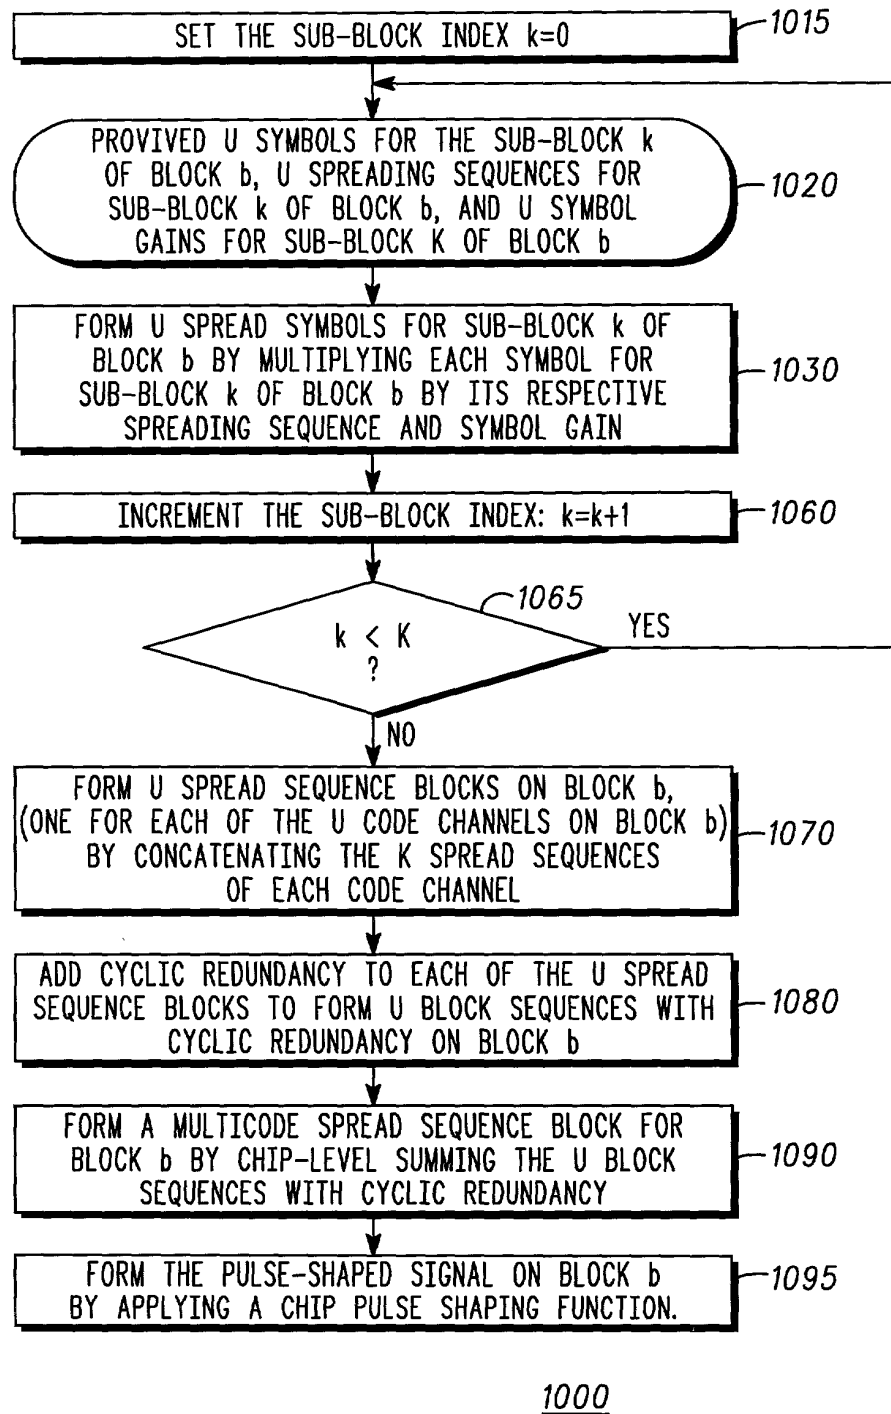 SET THE SUB-BLOCK INDEX k=0
1015
PROVIVED U SYMBOLS FOR THE SUB-BLOCK k
OF BLOCK b, U SPREADING SEQUENCES FOR
SUB-BLOCK k OF BLOCK b, AND U SYMBOL
GAINS FOR SUB-BLOCK K OF BLOCK b
1020
FORM U SPREAD SYMBOLS FOR SUB-BLOCK k OF
BLOCK b BY MULTIPLYING EACH SYMBOL FOR
SUB-BLOCK k OF BLOCK b BY ITS RESPECTIVE
SPREADING SEQUENCE AND SYMBOL GAIN
1030
INCREMENT THE SUB-BLOCK INDEX: k=k+1
1060
1065
k < K
?
YES
NO
FORM U SPREAD SEQUENCE BLOCKS ON BLOCK b,
(ONE FOR EACH OF THE U CODE CHANNELS ON BLOCK b)
BY CONCATENATING THE K SPREAD SEQUENCES
OF EACH CODE CHANNEL
1070
ADD CYCLIC REDUNDANCY TO EACH OF THE U SPREAD
SEQUENCE BLOCKS TO FORM U BLOCK SEQUENCES WITH
CYCLIC REDUNDANCY ON BLOCK b
1080
FORM A MULTICODE SPREAD SEQUENCE BLOCK FOR
BLOCK b BY CHIP-LEVEL SUMMING THE U BLOCK
SEQUENCES WITH CYCLIC REDUNDANCY
1090
FORM THE PULSE-SHAPED SIGNAL ON BLOCK b
BY APPLYING A CHIP PULSE SHAPING FUNCTION.
1095
1000